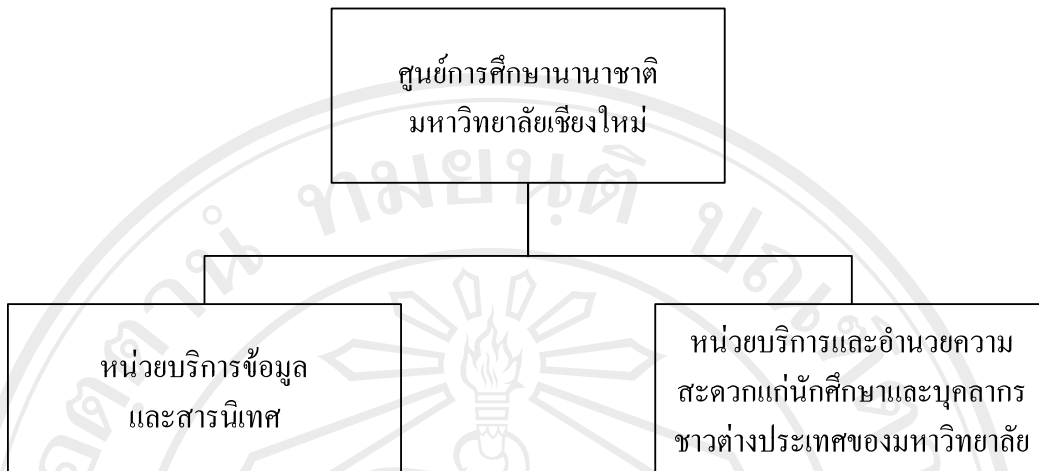 ศูนย์การศึกษานานาชาติ
มหาวิทยาลัยเชียงใหม่
หน่วยบริการข้อมูล
และสารนิเทศ
หน่วยบริการและอำนวยความ
สะดวกแก่นักศึกษาและบุคลากร
ชาวต่างประเทศของมหาวิทยาลัย